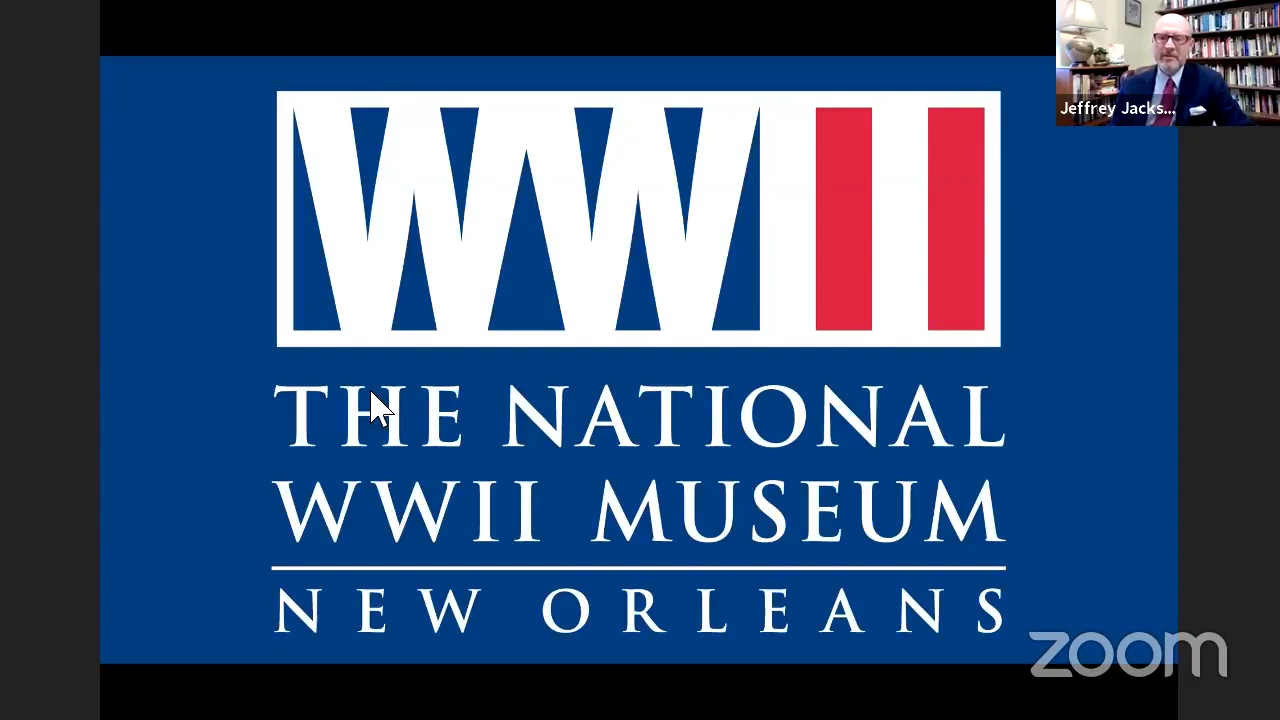 Jeffrey Jacks...
WWII
THE NATIONAL
WWII MUSEUM
NEW ORLEANS
zoom